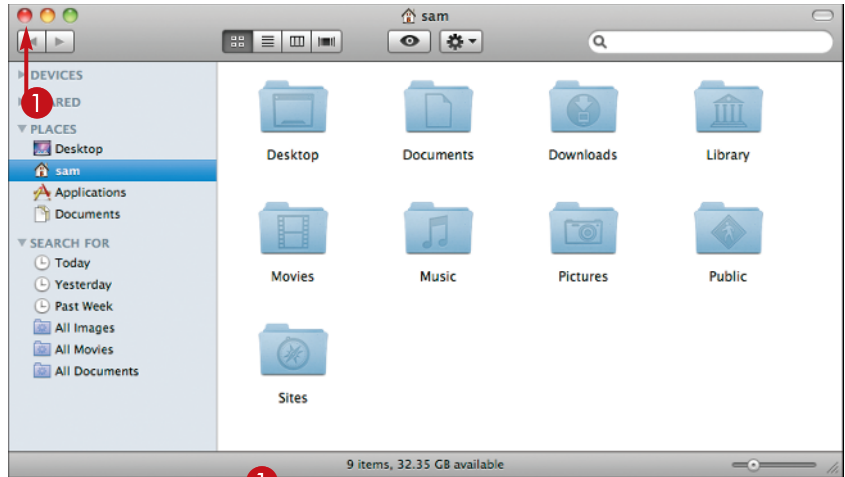 sam
DEVICES
1
ARED
PLACES
Desktop
sam
Applications
Documents
SEARCH FOR
Today
Yesterday
Past Week
All Images
All Movies
All Documents
Desktop
Documents
Downloads
Library
Movies
Music
Pictures
Public
Sites
9 items, 32.35 GB available
1